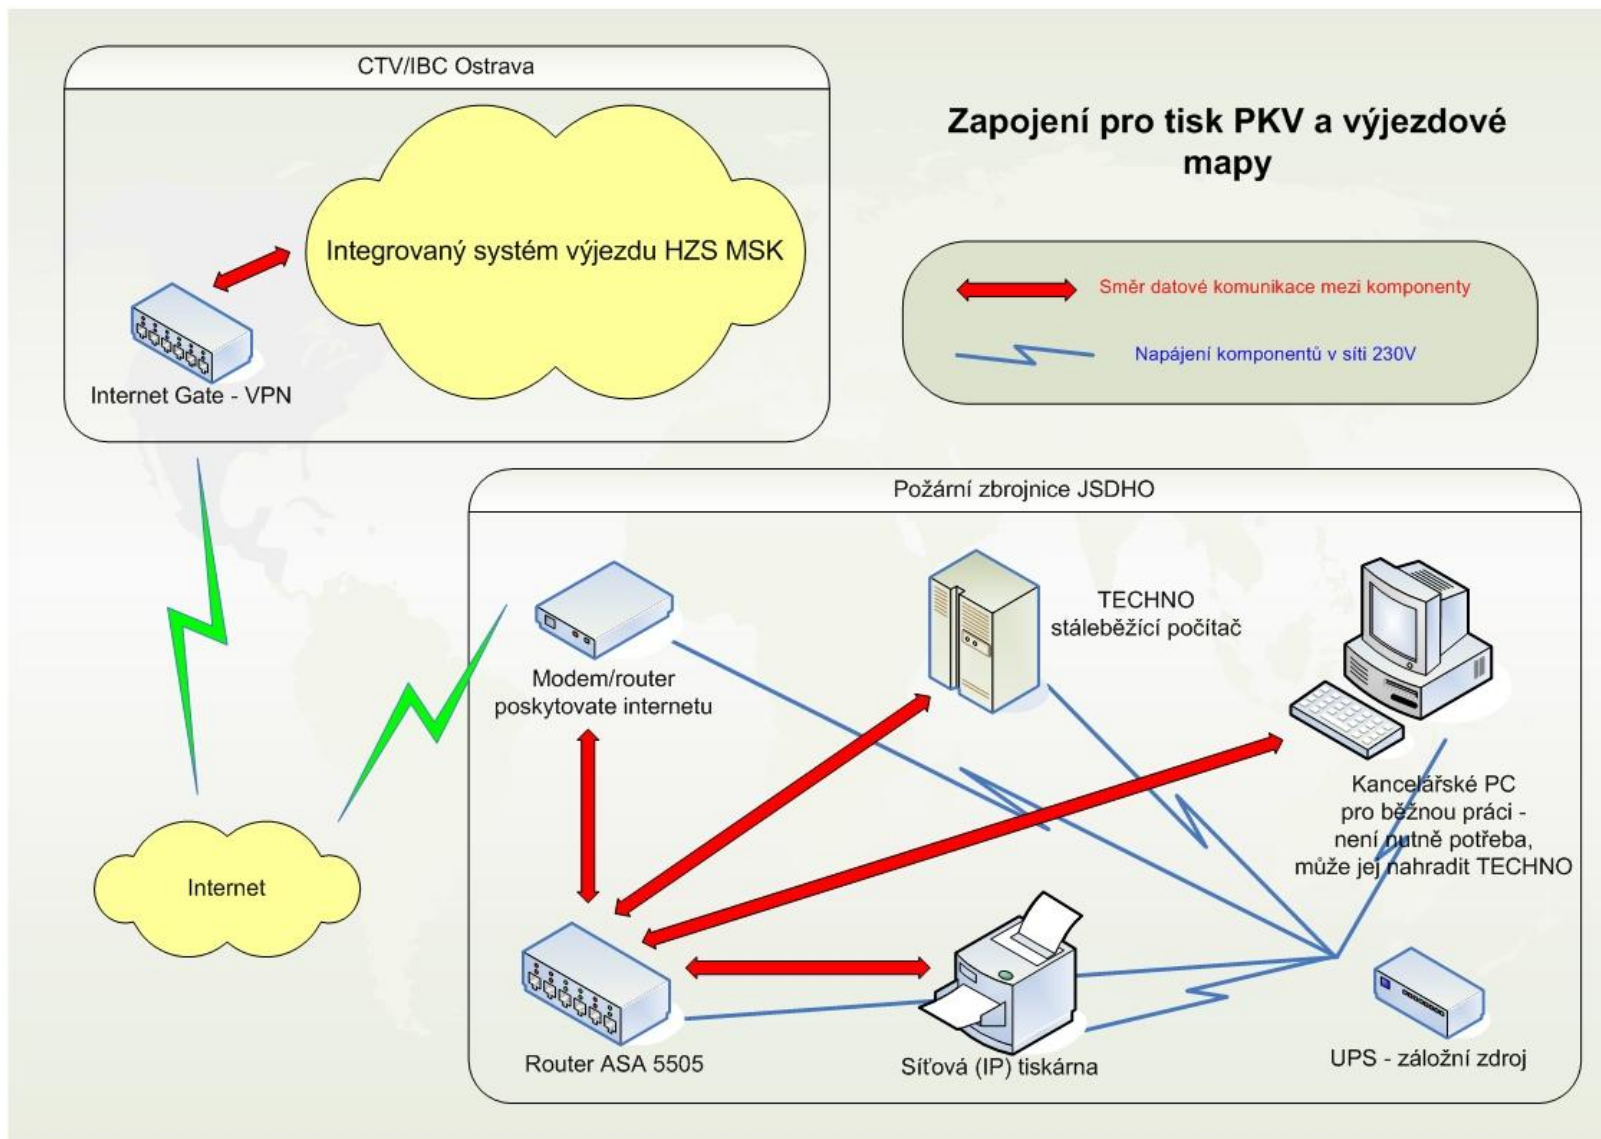 CTV/IBC Ostrava
Zapojení pro tisk PKV a výjezdové
mapy
Integrovaný systém výjezdu HZS MSK
Směr datové komunikace mezi komponenty
Napájení komponentů v síti 230V
Internet Gate - VPN
Požární zbrojnice JSDHO
TECHNO
stáleběžící počítač
Modem/router
poskytovate internetu
Kancelářské PC
pro běžnou práci -
není nutně potřeba,
může jej nahradit TECHNO
Internet
Router ASA 5505
Síťová (IP) tiskárna
UPS - záložní zdroj